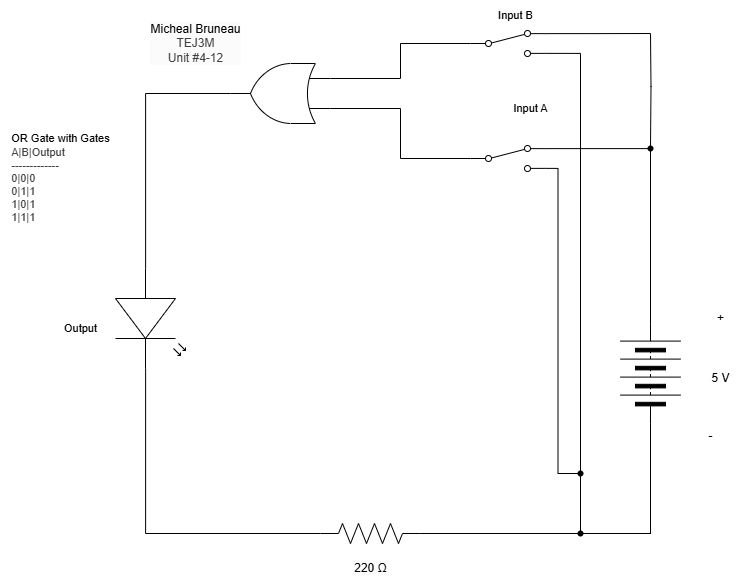 Input B
Micheal Bruneau
TEJ3M
Unit #4-12
Input A
OR Gate with Gates
A|B|Output
-------------
0|0|0
0|1|1
1|0|1
1|1|1
Output
+
5 V
-
220 Ω